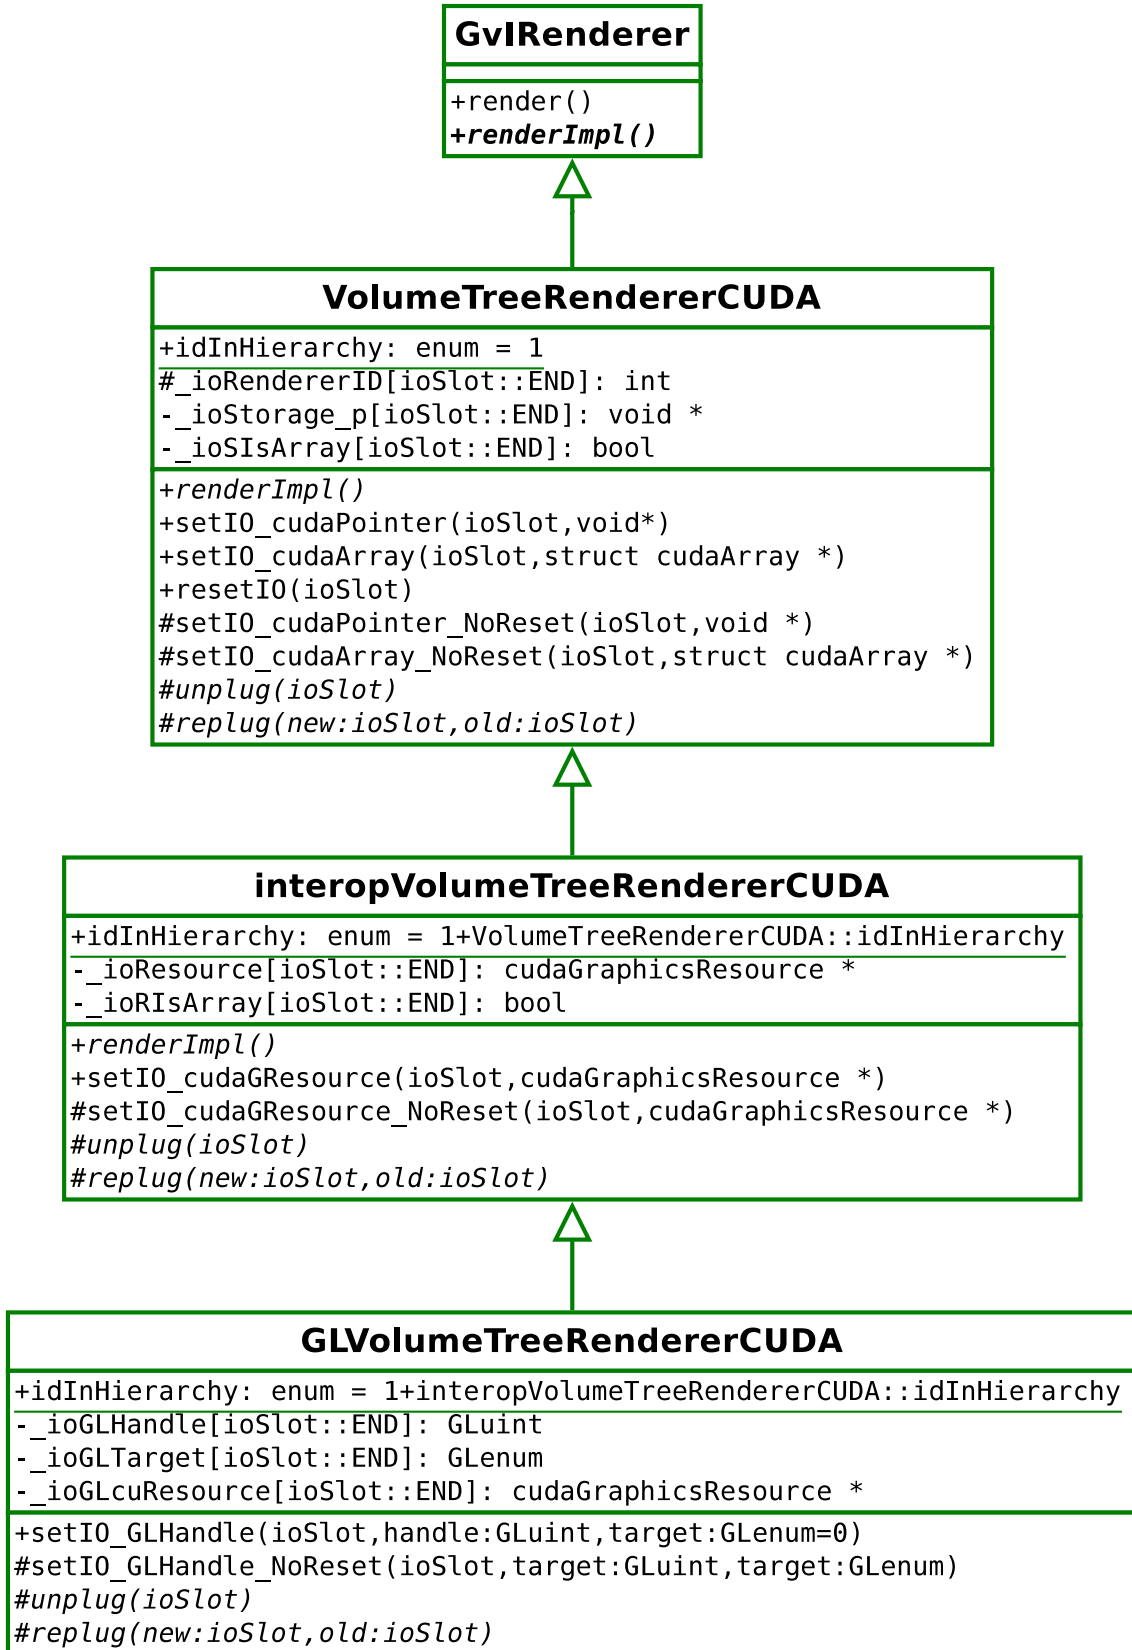 GvIRenderer
+render()
+renderImpl()
VolumeTreeRendererCUDA
+idInHierarchy: enum = 1
#_ioRendererID[ioSlot::END]: int
-_ioStorage_p[ioSlot::END]: void *
-_ioSIsArray[ioSlot::END]: bool
+renderImpl()
+setIO_cudaPointer(ioSlot,void*)
+setIO_cudaArray(ioSlot,struct cudaArray *)
+resetIO(ioSlot)
#setIO_cudaPointer_NoReset(ioSlot,void *)
#setIO_cudaArray_NoReset(ioSlot,struct cudaArray *)
#unplug(ioSlot)
#replug(new:ioSlot,old:ioSlot)
interopVolumeTreeRendererCUDA
+idInHierarchy: enum = 1+VolumeTreeRendererCUDA::idInHierarchy
-_ioResource[ioSlot::END]: cudaGraphicsResource *
-_ioRIsArray[ioSlot::END]: bool
+renderImpl()
+setIO_cudaGResource(ioSlot,cudaGraphicsResource *)
#setIO_cudaGResource_NoReset(ioSlot,cudaGraphicsResource *)
#unplug(ioSlot)
#replug(new:ioSlot,old:ioSlot)
GLVolumeTreeRendererCUDA
+idInHierarchy: enum = 1+interopVolumeTreeRendererCUDA::idInHierarchy
-_ioGLHandle[ioSlot::END]: GLuint
-_ioGLTarget[ioSlot::END]: GLenum
-_ioGLcuResource[ioSlot::END]: cudaGraphicsResource *
+setIO_GLHandle(ioSlot,handle:GLuint,target:GLenum=0)
#setIO_GLHandle_NoReset(ioSlot,target:GLuint,target:GLenum)
#unplug(ioSlot)
#replug(new:ioSlot,old:ioSlot)